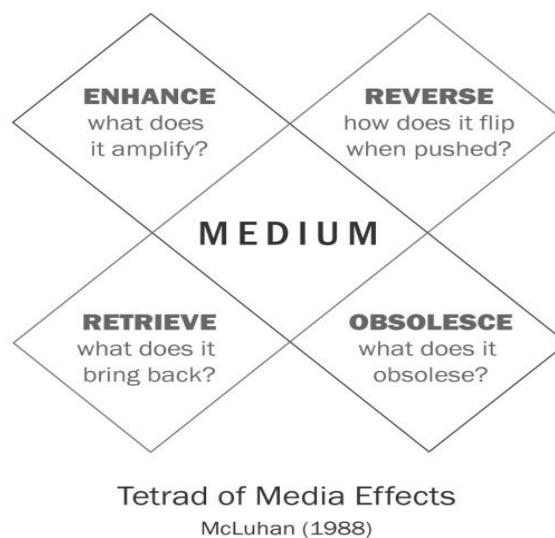 ENHANCE
what does
it amplify?
REVERSE
how does it flip
when pushed?
MEDIUM
RETRIEVE
what does it
bring back?
OBSOLESCE
what does it
obsolese?
Tetrad of Media Effects
McLuhan (1988)